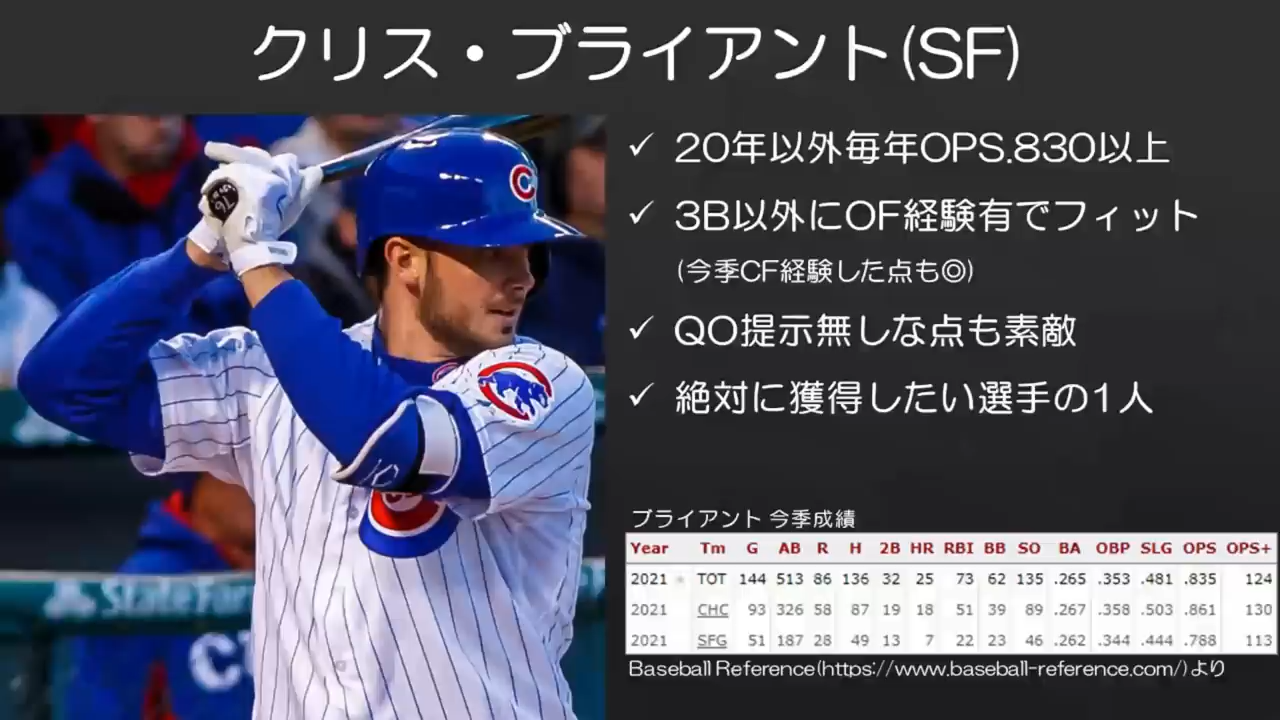 クリス・ブライアント(SF)
✓ 20年以外毎年OPS.830以上
✓ 3B以外にOF経験有でフィット
(今季CF経験した点も◎)
✓ QO提示無しな点も素敵
✓ 絶対に獲得したい選手の1人
ブライアント 今季成績
Year Tm G AB R H 2B HR RBI BB SO BA OBP SLG OPS OPS+
2021 TOT 144 513 86 136 32 25 73 62 135 .265 .353 .481 .835 124
2021 CHC 93 326 58 87 19 18 51 39 89 .267 .358 .503 .861 130
2021 SFG 51 187 28 49 13 7 22 23 46 .262 .344 .444 .788 113
Baseball Reference(https://www.baseball-reference.com/)より
C
StateFar